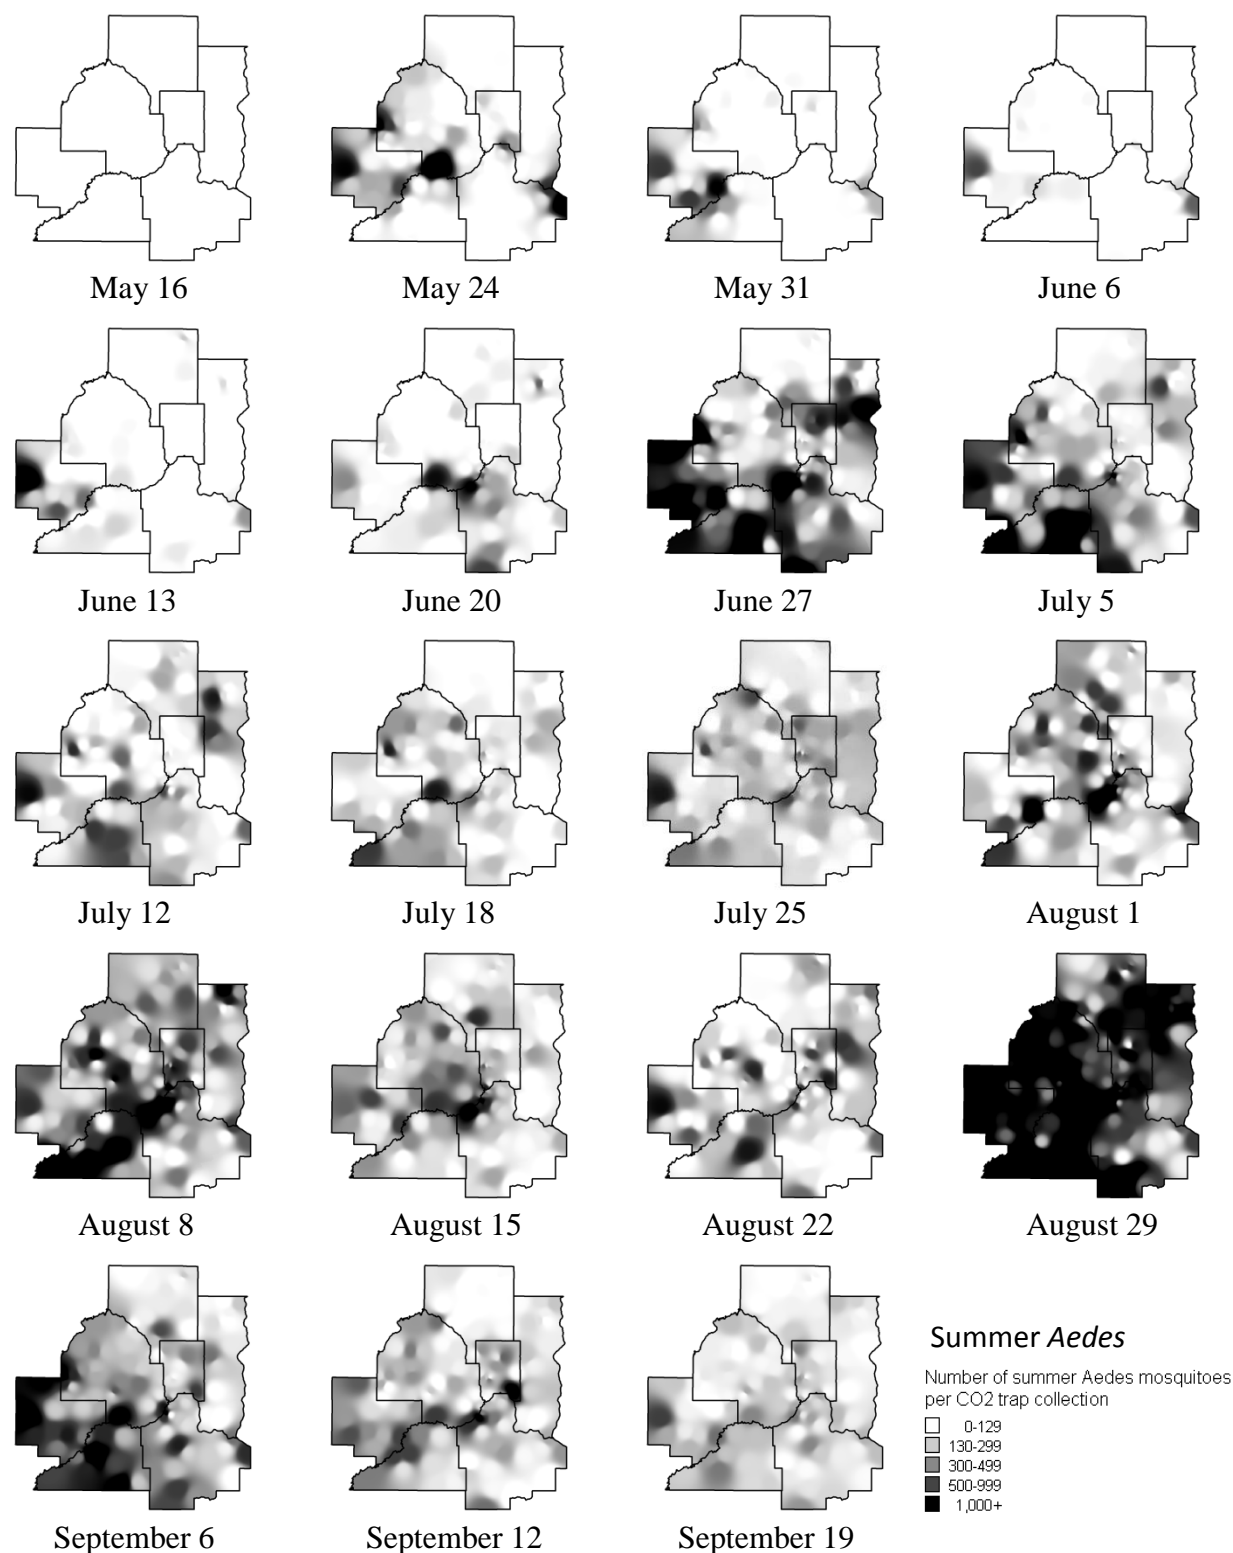 May 16
May 24
May 31
June 6
June 13
June 20
June 27
July 5
July 12
July 18
July 25
August 1
August 8
August 15
August 22
August 29
September 6
September 12
September 19
Summer Aedes
Number of summer Aedes mosquitoes
per CO2 trap collection
0-129
130-299
300-499
500-999
1,000+